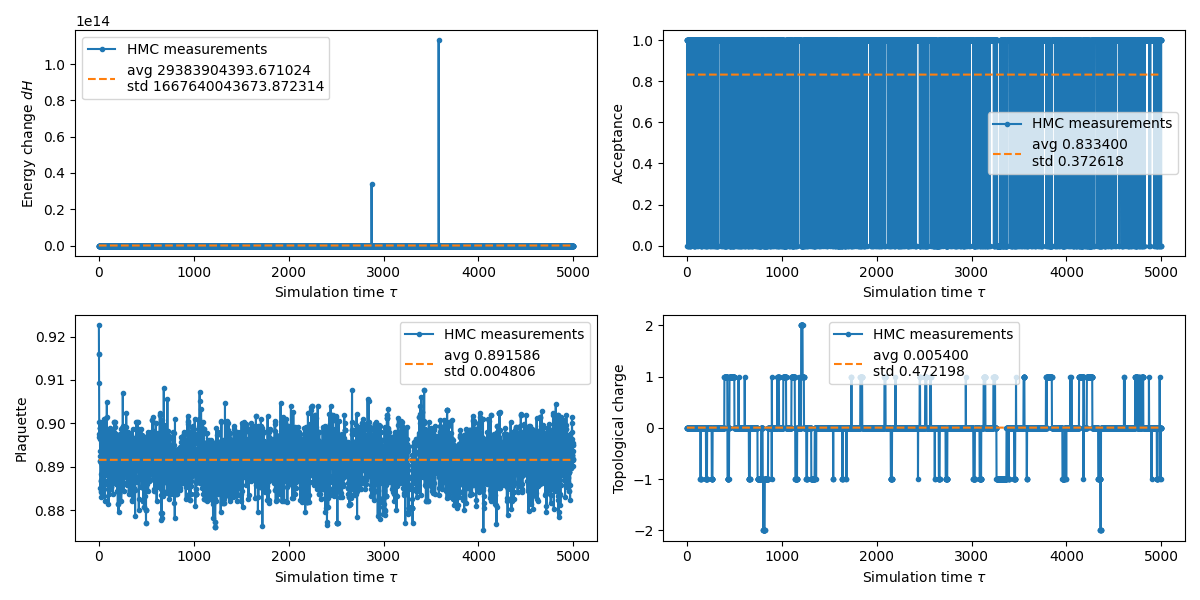 1e14
1.0
0.8
0.6
0.4
0.2
0.0
Energy change dH
HMC measurements
avg 29383904393.671024
std 1667640043673.872314
0 1000 2000 3000 4000 5000
Simulation time τ
1.0
0.8
0.6
0.4
0.2
0.0
Acceptance
HMC measurements
avg 0.833400
std 0.372618
0 1000 2000 3000 4000 5000
Simulation time τ
0.92
0.91
0.90
0.89
0.88
Plaquette
HMC measurements
avg 0.891586
std 0.004806
0 1000 2000 3000 4000 5000
Simulation time τ
2
1
0
−1
−2
Topological charge
HMC measurements
avg 0.005400
std 0.472198
0 1000 2000 3000 4000 5000
Simulation time τ